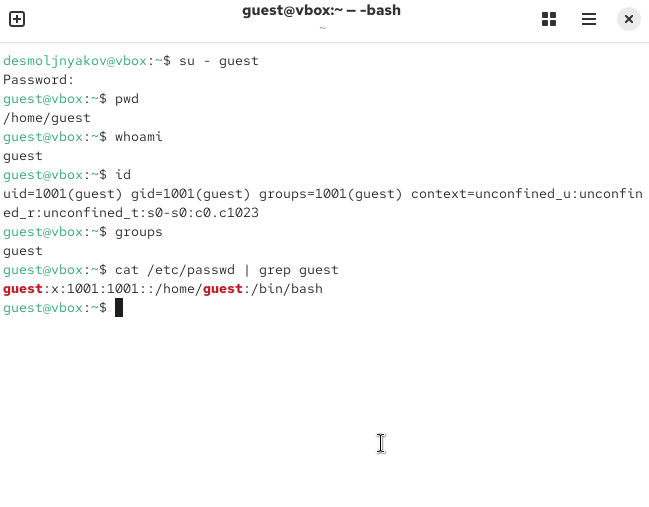 guest@vbox:~ — -bash
~
desmoljnyakov@vbox:~$ su - guest
Password:
guest@vbox:~$ pwd
/home/guest
guest@vbox:~$ whoami
guest
guest@vbox:~$ id
uid=1001(guest) gid=1001(guest) groups=1001(guest) context=unconfined_u:unconfin
ed_r:unconfined_t:s0-s0:c0.c1023
guest@vbox:~$ groups
guest
guest@vbox:~$ cat /etc/passwd | grep guest
guest:x:1001:1001::/home/guest:/bin/bash
guest@vbox:~$